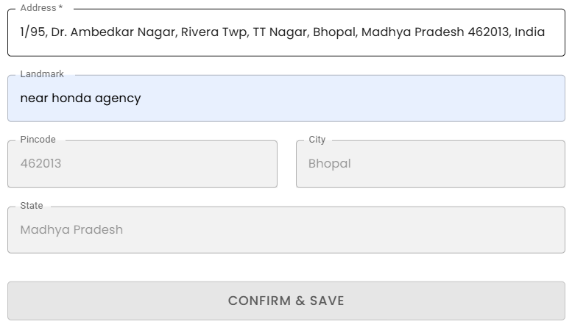 Address *
1/95, Dr. Ambedkar Nagar, Rivera Twp, TT Nagar, Bhopal, Madhya Pradesh 462013, India
Landmark
near honda agency
Pincode
462013
City
Bhopal
State
Madhya Pradesh
CONFIRM & SAVE